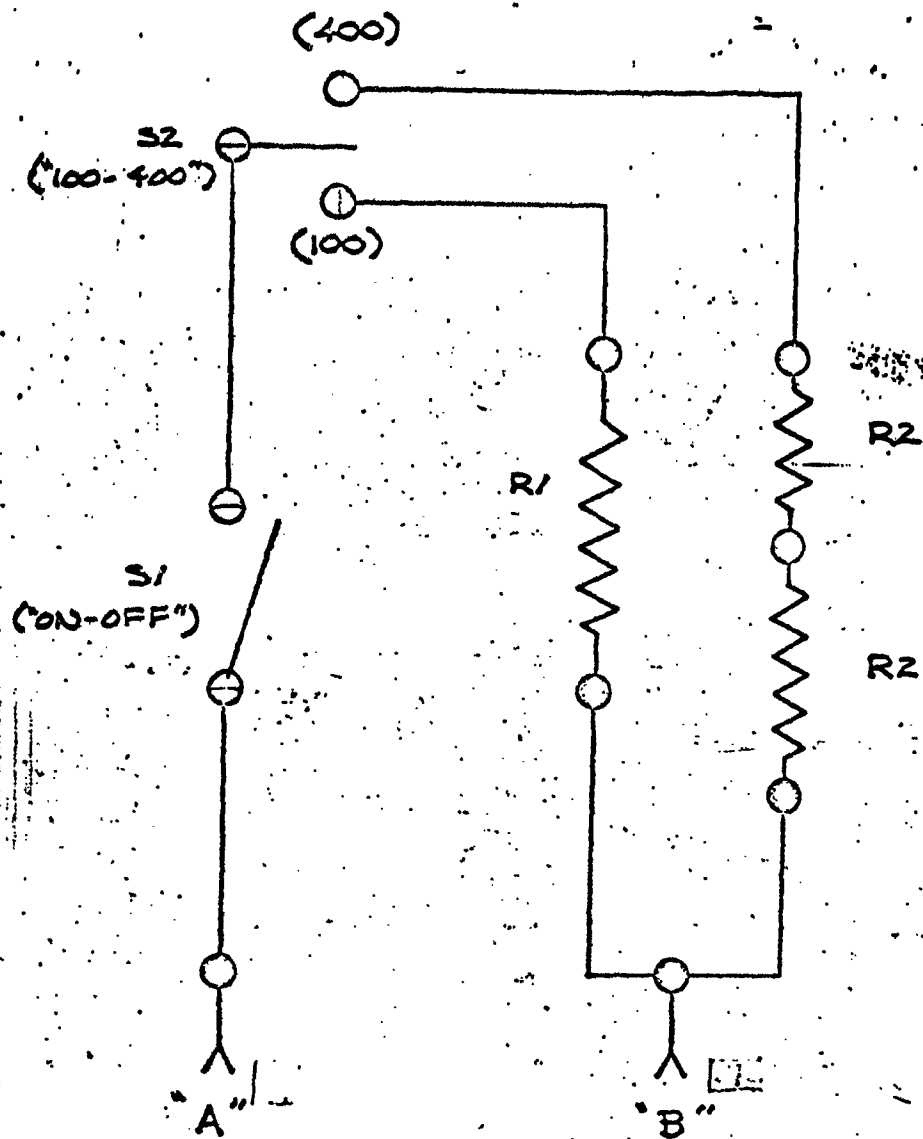 (400)
S2
("100-400")
(100)
R2
R1
S1
("ON-OFF")
R2
"A"
"B"